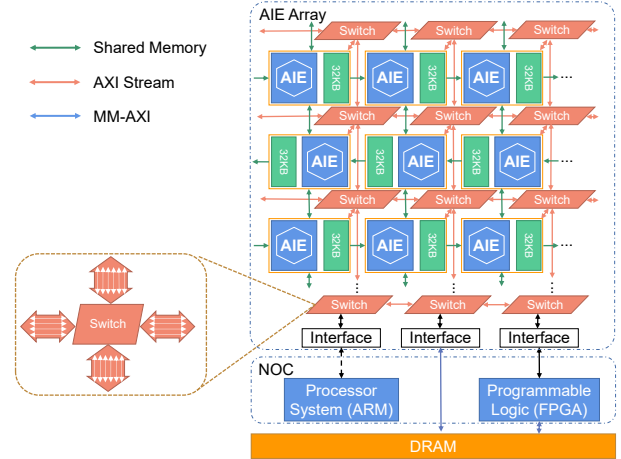 AIE Array
Shared Memory
AXI Stream
MM-AXI
Switch Switch Switch
AIE 32KB AIE 32KB AIE 32KB ...
Switch Switch Switch
32KB AIE 32KB AIE 32KB AIE ...
Switch Switch Switch
AIE 32KB AIE 32KB AIE 32KB ...
Switch
Switch Switch Switch
Interface Interface Interface
NOC
Processor
System (ARM)
Programmable
Logic (FPGA)
DRAM